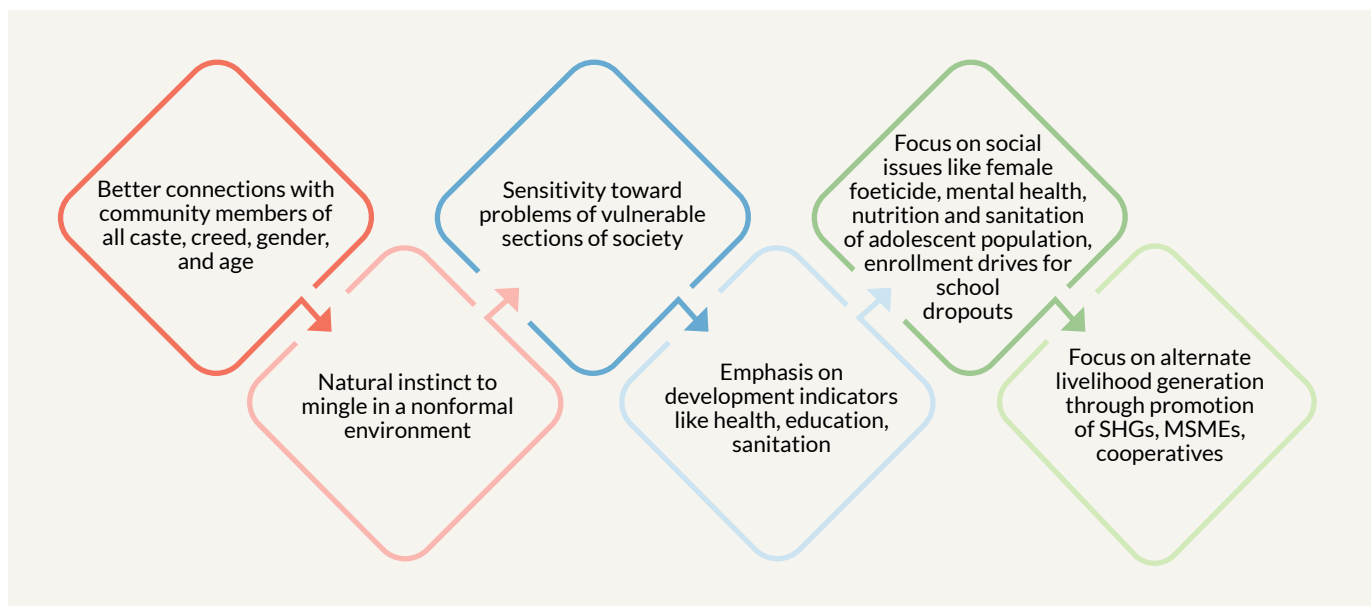 Better connections with
community members of
all caste, creed, gender,
and age
Natural instinct to
mingle in a nonformal
environment
Sensitivity toward
problems of vulnerable
sections of society
Emphasis on
development indicators
like health, education,
sanitation
Focus on social
issues like female
foeticide, mental health,
nutrition and sanitation
of adolescent population,
enrollment drives for
school
dropouts
Focus on alternate
livelihood generation
through promotion
of SHGs, MSMEs,
cooperatives